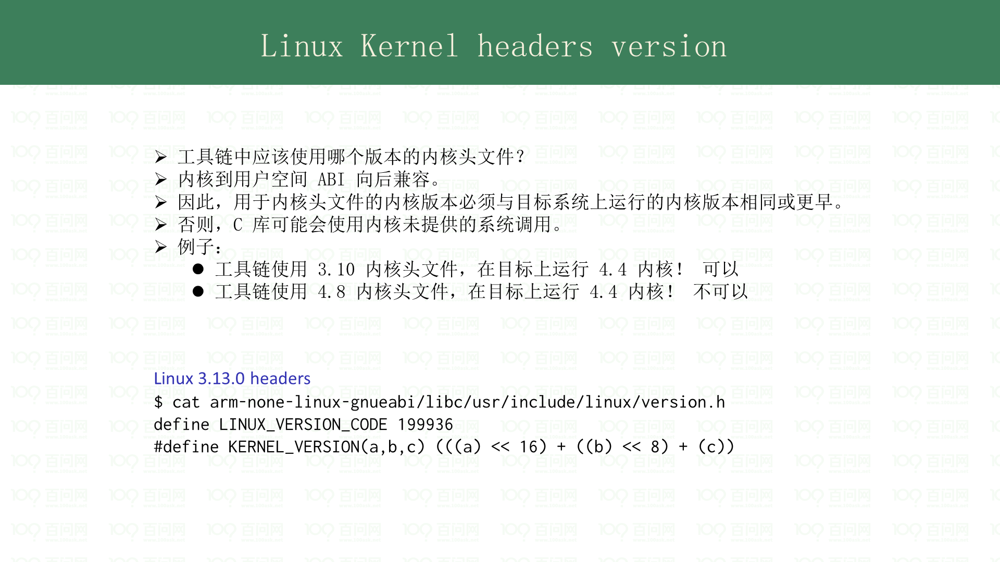 Linux Kernel headers version
➢ 工具链中应该使用哪个版本的内核头文件?
➢ 内核到用户空间 ABI 向后兼容。
➢ 因此，用于内核头文件的内核版本必须与目标系统上运行的内核版本相同或更早。
➢ 否则，C 库可能会使用内核未提供的系统调用。
➢ 例子：
● 工具链使用 3.10 内核头文件，在目标上运行 4.4 内核！ 可以
● 工具链使用 4.8 内核头文件，在目标上运行 4.4 内核！ 不可以
Linux 3.13.0 headers
$ cat arm-none-linux-gnueabi/libc/usr/include/linux/version.h
define LINUX_VERSION_CODE 199936
#define KERNEL_VERSION(a,b,c) (((a) << 16) + ((b) << 8) + (c))